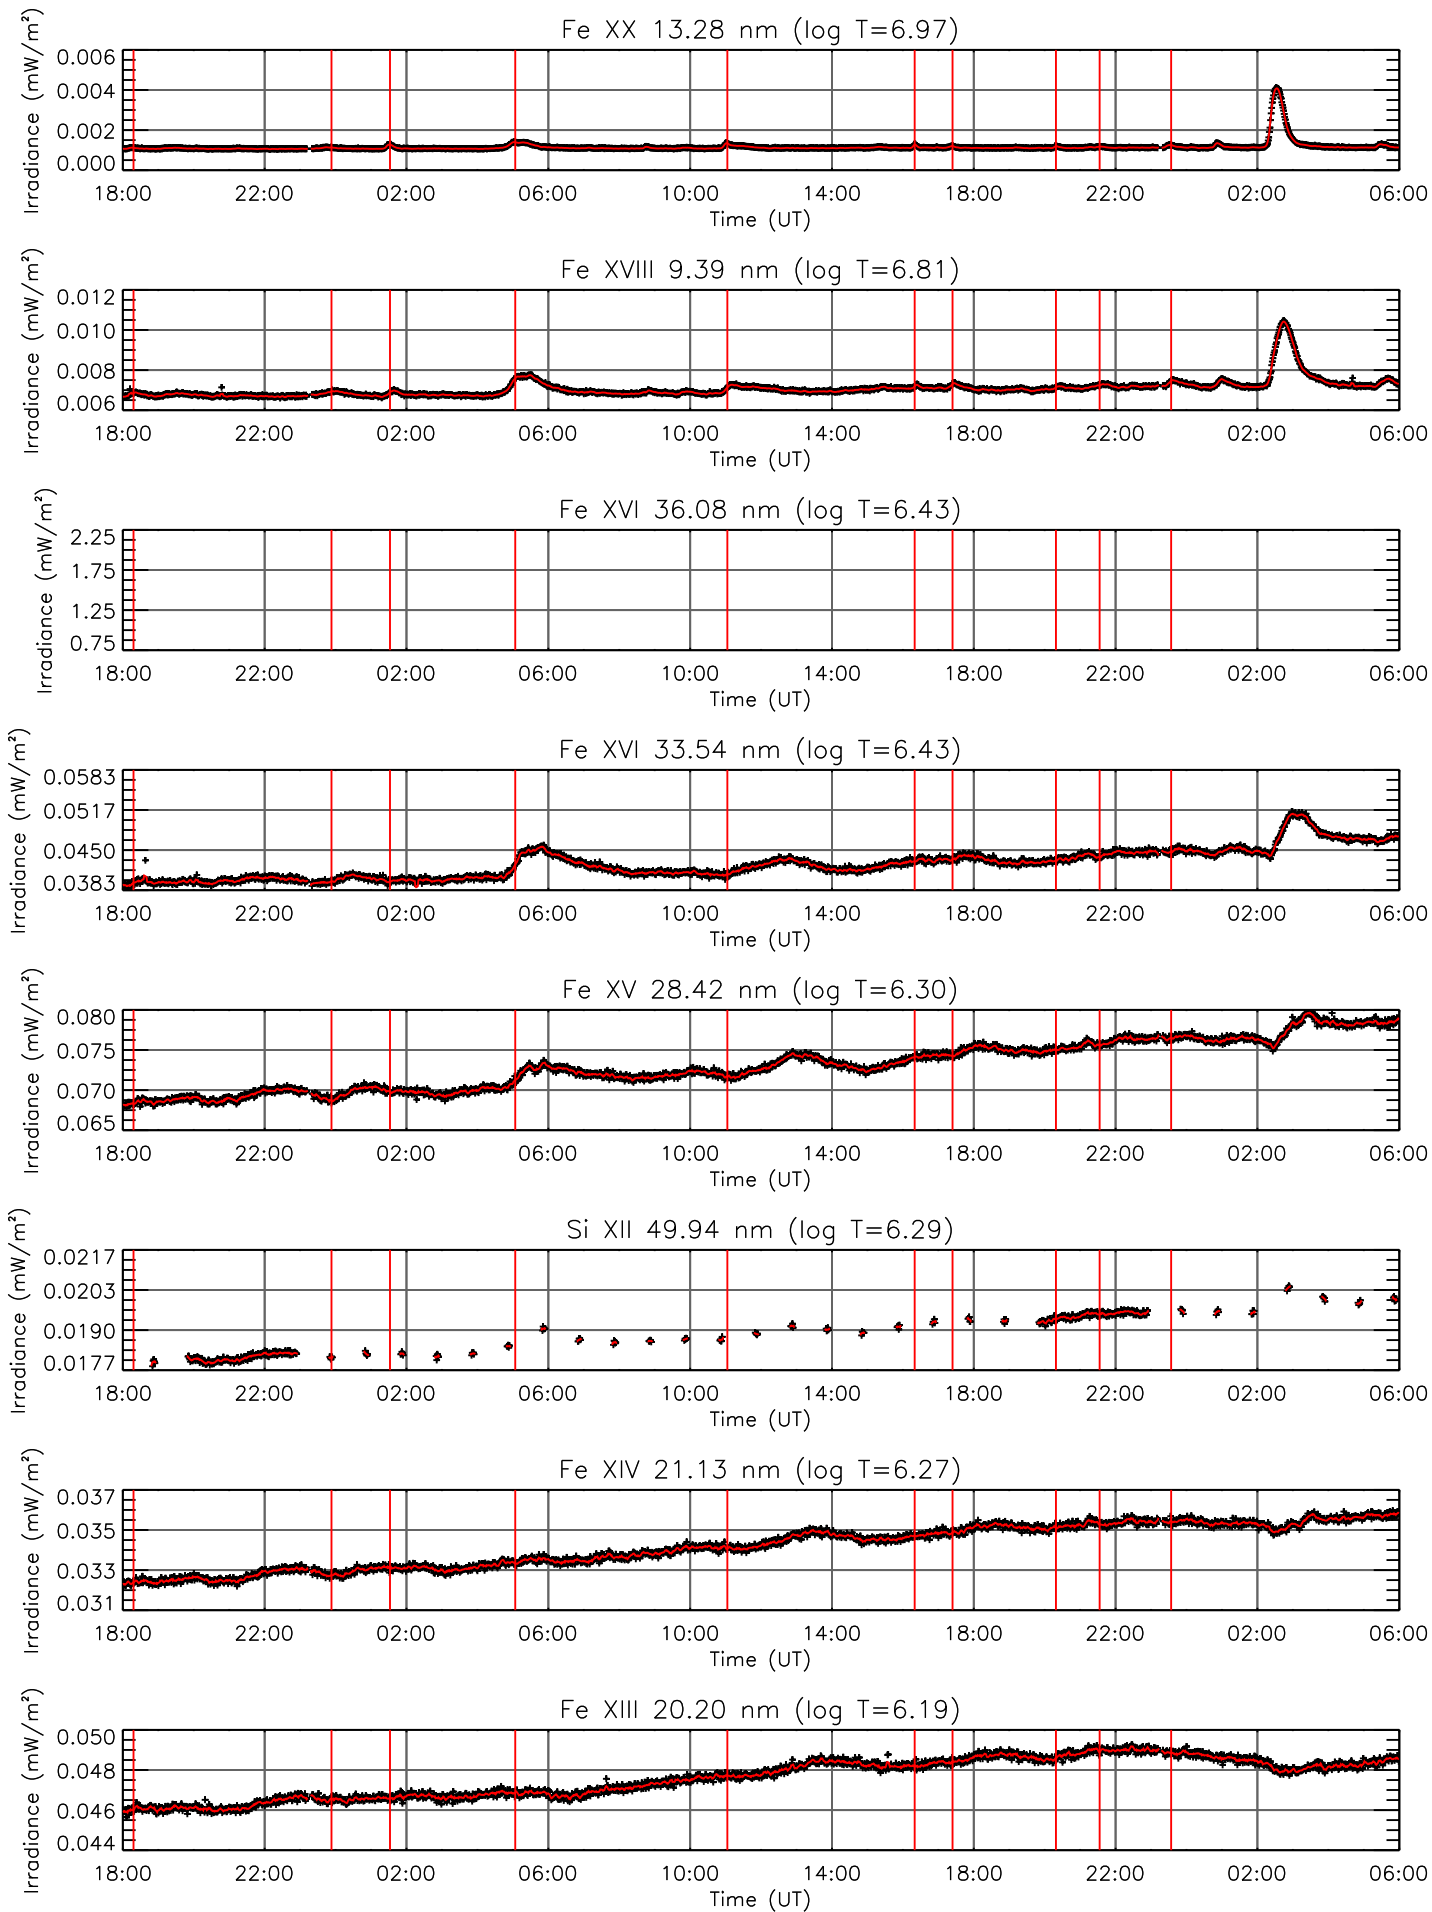 Fe XX 13.28 nm (log T=6.97)
Irradiance (mW/m²)
0.006
0.004
0.002
0.000
18:00 22:00 02:00 06:00 10:00 14:00 18:00 22:00 02:00 06:00
Time (UT)
Fe XVIII 9.39 nm (log T=6.81)
Irradiance (mW/m²)
0.012
0.010
0.008
0.006
18:00 22:00 02:00 06:00 10:00 14:00 18:00 22:00 02:00 06:00
Time (UT)
Fe XVI 36.08 nm (log T=6.43)
Irradiance (mW/m²)
2.25
1.75
1.25
0.75
18:00 22:00 02:00 06:00 10:00 14:00 18:00 22:00 02:00 06:00
Time (UT)
Fe XVI 33.54 nm (log T=6.43)
Irradiance (mW/m²)
0.0583
0.0517
0.0450
0.0383
18:00 22:00 02:00 06:00 10:00 14:00 18:00 22:00 02:00 06:00
Time (UT)
Fe XV 28.42 nm (log T=6.30)
Irradiance (mW/m²)
0.080
0.075
0.070
0.065
18:00 22:00 02:00 06:00 10:00 14:00 18:00 22:00 02:00 06:00
Time (UT)
Si XII 49.94 nm (log T=6.29)
Irradiance (mW/m²)
0.0217
0.0203
0.0190
0.0177
18:00 22:00 02:00 06:00 10:00 14:00 18:00 22:00 02:00 06:00
Time (UT)
Fe XIV 21.13 nm (log T=6.27)
Irradiance (mW/m²)
0.037
0.035
0.033
0.031
18:00 22:00 02:00 06:00 10:00 14:00 18:00 22:00 02:00 06:00
Time (UT)
Fe XIII 20.20 nm (log T=6.19)
Irradiance (mW/m²)
0.050
0.048
0.046
0.044
18:00 22:00 02:00 06:00 10:00 14:00 18:00 22:00 02:00 06:00
Time (UT)